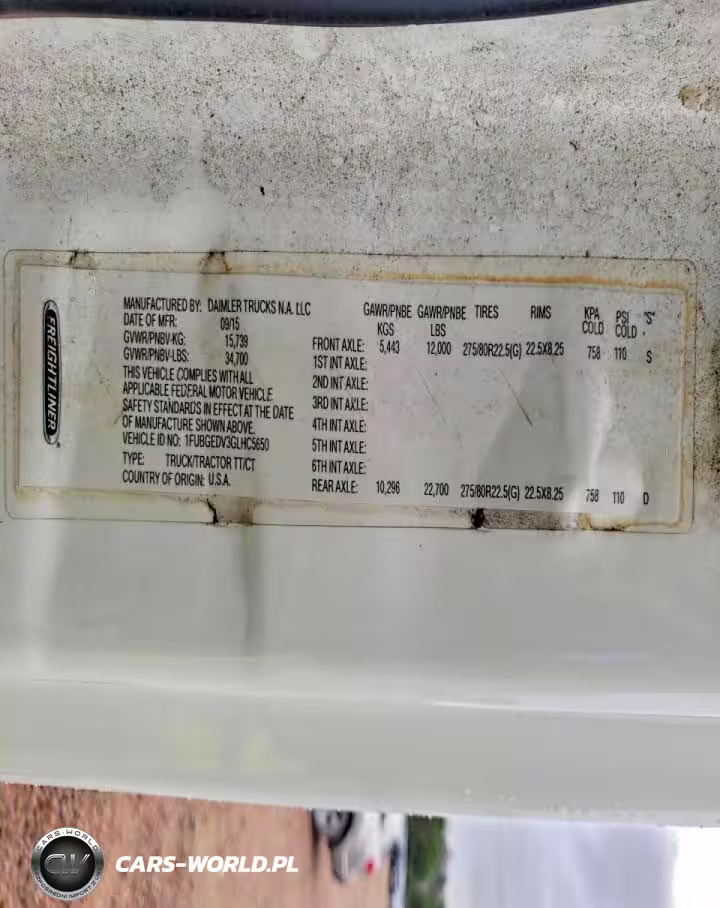 FREIGHTLINER
MANUFACTURED BY: DAIMLER TRUCKS N.A. LLC
DATE OF MFR: 09/15
GVWR/PNBV-KG: 15,739
GVWR/PNBV-LBS: 34,700
THIS VEHICLE COMPLIES WITH ALL
APPLICABLE FEDERAL MOTOR VEHICLE
SAFETY STANDARDS IN EFFECT AT THE DATE
OF MANUFACTURE SHOWN ABOVE.
VEHICLE ID NO: 1FUBGEDV3GLHC5650
TYPE: TRUCK/TRACTOR TT/CT
COUNTRY OF ORIGIN: U.S.A.
GAWR/PNBE GAWR/PNBE TIRES RIMS KPA PSI "S"
KGS LBS COLD COLD
FRONT AXLE: 5,443 12,000 275/80R22.5(G) 22.5X8.25 758 110 S
1ST INT AXLE:
2ND INT AXLE:
3RD INT AXLE:
4TH INT AXLE:
5TH INT AXLE:
6TH INT AXLE:
REAR AXLE: 10,296 22,700 275/80R22.5(G) 22.5X8.25 758 110 D
CARS-WORLD
CW
CARS-WORLD.PL